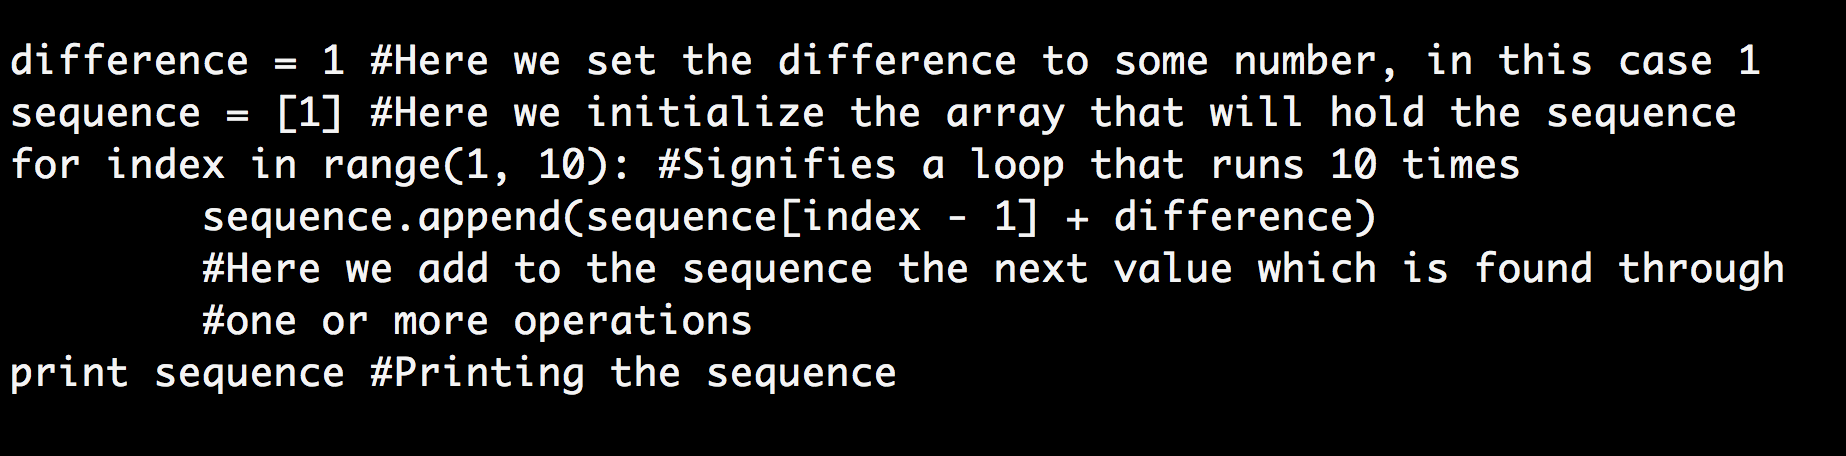 difference = 1 #Here we set the difference to some number, in this case 1
sequence = [1] #Here we initialize the array that will hold the sequence
for index in range(1, 10): #Signifies a loop that runs 10 times
        sequence.append(sequence[index - 1] + difference)
        #Here we add to the sequence the next value which is found through
        #one or more operations
print sequence #Printing the sequence